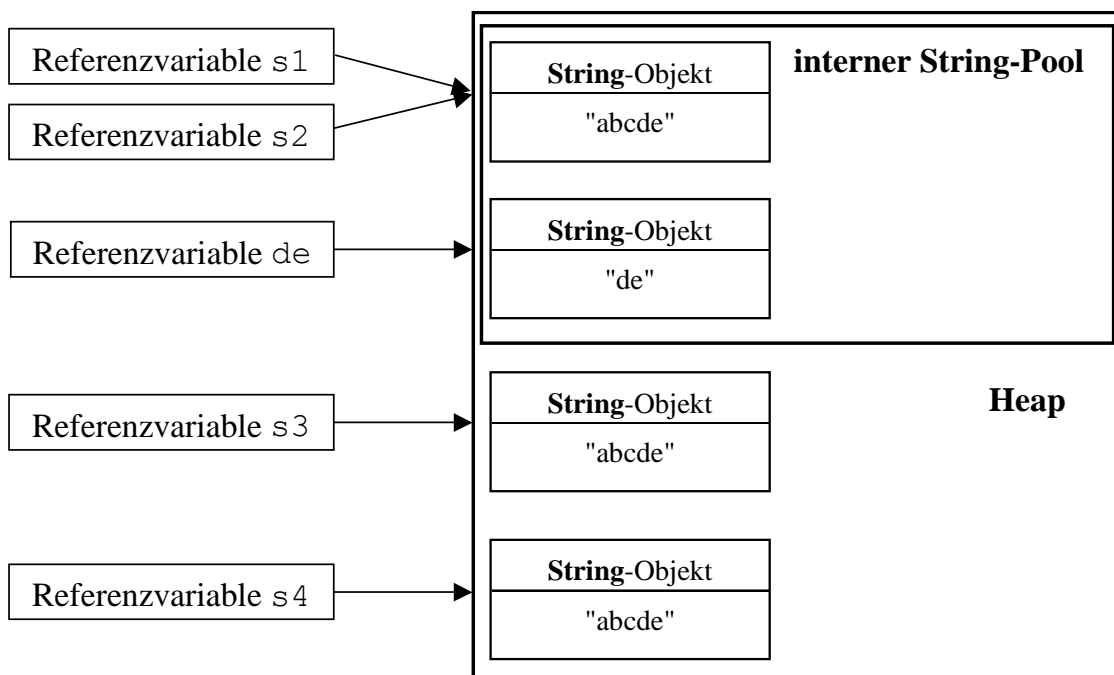 Referenzvariable s1
Referenzvariable s2
String-Objekt
"abcde"
interner String-Pool
Referenzvariable de
String-Objekt
"de"
Referenzvariable s3
String-Objekt
"abcde"
Heap
Referenzvariable s4
String-Objekt
"abcde"